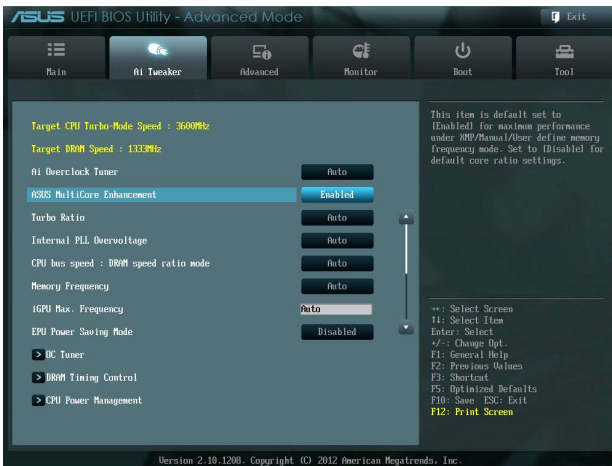 ASUS UEFI BIOS Utility - Advanced Mode
Exit
Main
Ai Tweaker
Advanced
Monitor
Boot
Tool
Target CPU Turbo-Mode Speed : 3600MHz
Target DRAM Speed : 1333MHz
Ai Overclock Tuner Auto
ASUS MultiCore Enhancement Enabled
Turbo Ratio Auto
Internal PLL Overvoltage Auto
CPU bus speed : DRAM speed ratio mode Auto
Memory Frequency Auto
iGPU Max. Frequency Auto
EPU Power Saving Mode Disabled
> OC Tuner
> DRAM Timing Control
> CPU Power Management
This item is default set to
[Enabled] for maximum performance
under XMP/Manual/User define memory
frequency mode. Set to [Disable] for
default core ratio settings.
→←: Select Screen
↑↓: Select Item
Enter: Select
+/-: Change Opt.
F1: General Help
F2: Previous Values
F3: Shortcut
F5: Optimized Defaults
F10: Save ESC: Exit
F12: Print Screen
Version 2.10.1208. Copyright (C) 2012 American Megatrends, Inc.